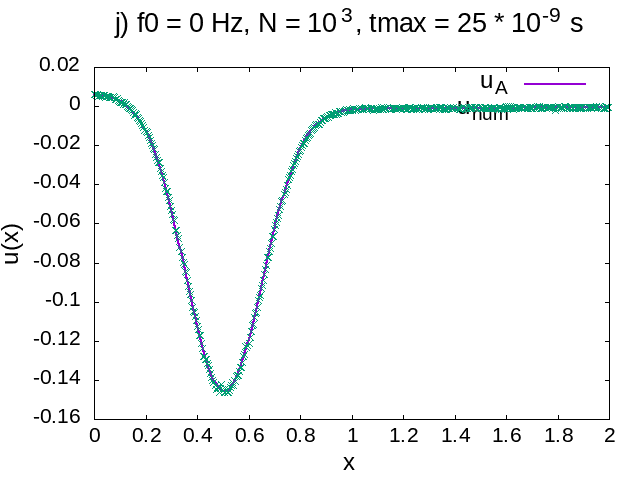 j) f0 = 0 Hz, N = 10^3, tmax = 25 * 10^-9 s
0.02
0
-0.02
-0.04
-0.06
-0.08
-0.1
-0.12
-0.14
-0.16
u(x)
u_A
u_num
0 0.2 0.4 0.6 0.8 1 1.2 1.4 1.6 1.8 2
x